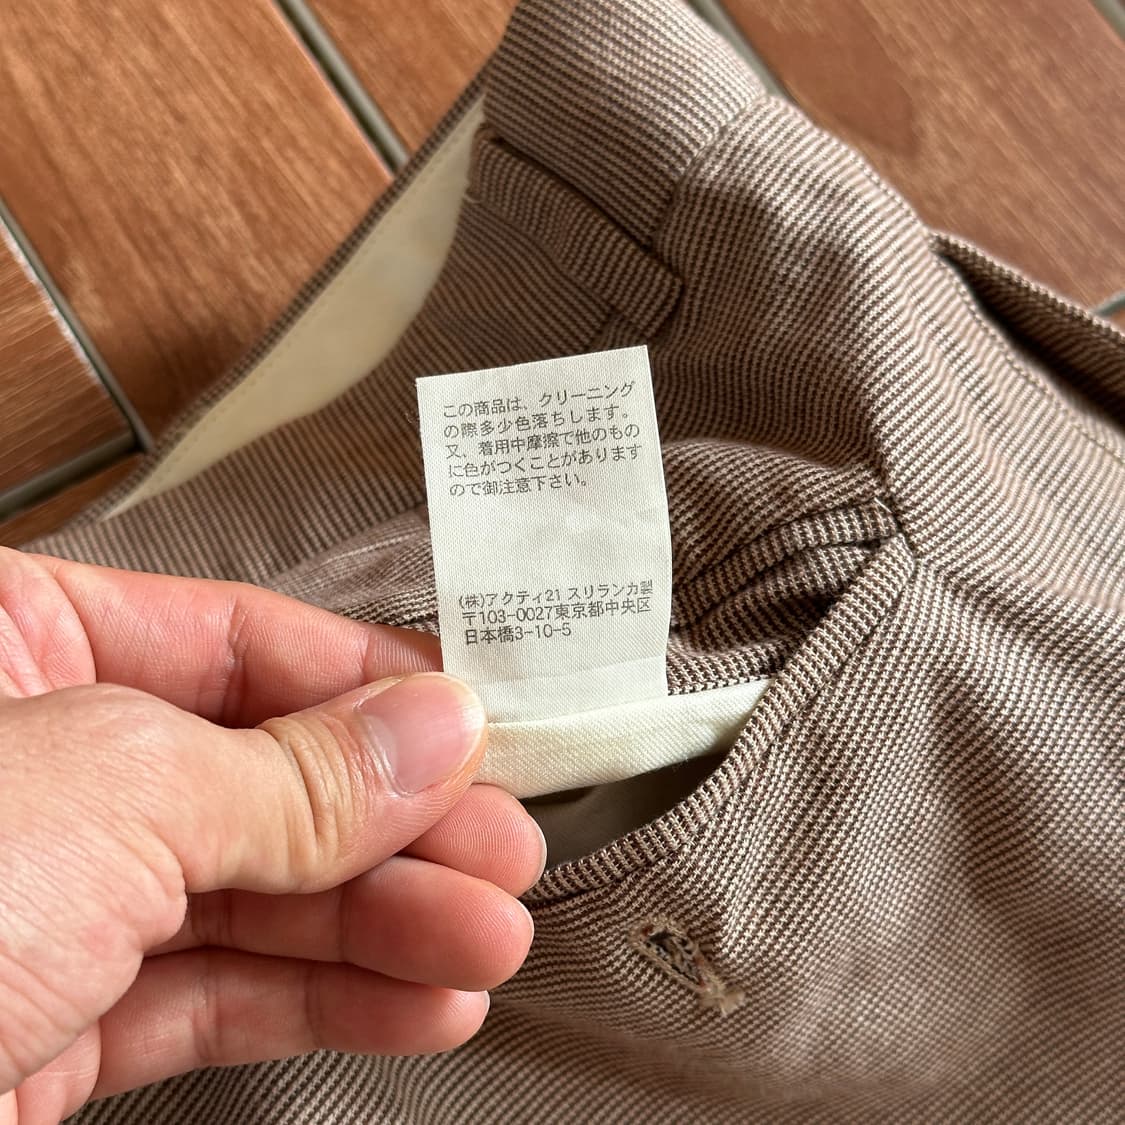 この商品は、クリーニング
の際多少色落ちします。
又、着用中摩擦で他のもの
に色がつくことがあります
ので御注意下さい。
(株)アクティ21 スリランカ製
〒103-0027東京都中央区
日本橋3-10-5